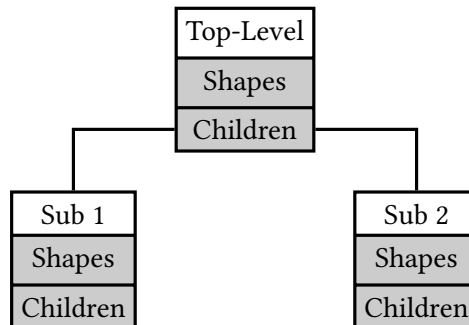 Top-Level
Shapes
Children
Sub 1
Shapes
Children
Sub 2
Shapes
Children